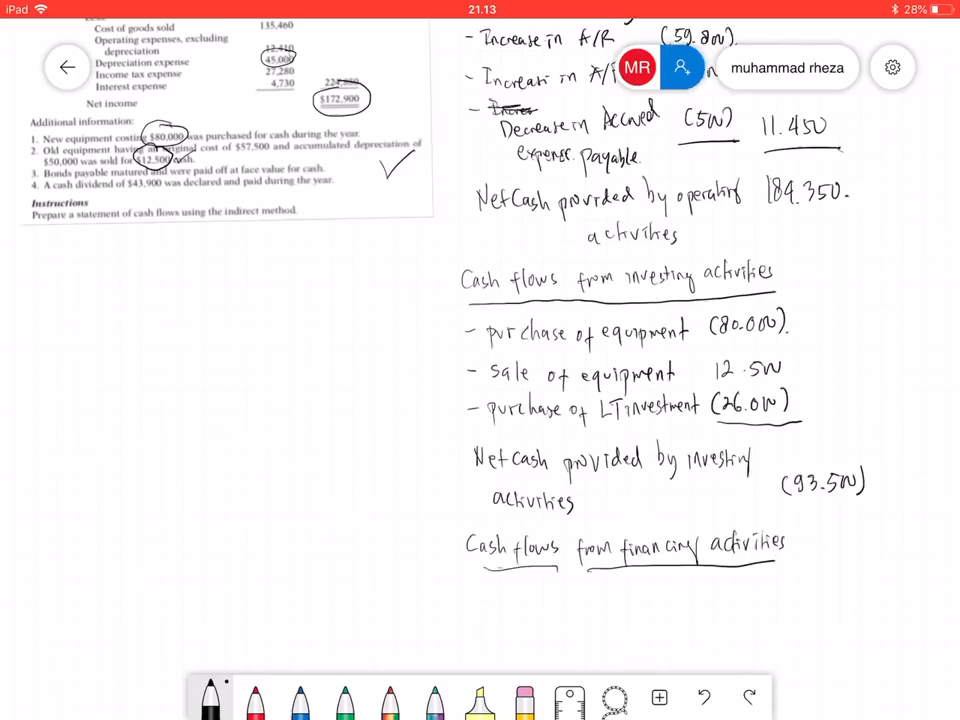 iPad
21.13
28%
Cost of goods sold 135,460
Operating expenses, excluding
depreciation 12,410
Depreciation expense 45,000
Income tax expense 27,280
Interest expense 4,730
Net income $172,900
Additional information:
1. New equipment costing $80,000 was purchased for cash during the year.
2. Old equipment having an original cost of $57,500 and accumulated depreciation of
$50,000 was sold for $12,500 cash.
3. Bonds payable matured and were paid off at face value for cash.
4. A cash dividend of $43,900 was declared and paid during the year.
Instructions
Prepare a statement of cash flows using the indirect method.
MR
muhammad rheza
- Increase in A/R (59.800).
- Increase in A/P
- Decrease in Accrued (500) 11.450
expense payable
Net Cash provided by operating 184.350.
activities
Cash flows from investing activities
- purchase of equipment (80.000).
- sale of equipment 12.500
- purchase of LT investment (26.000)
Net Cash provided by investing
activities (93.500)
Cash flows from financing activities